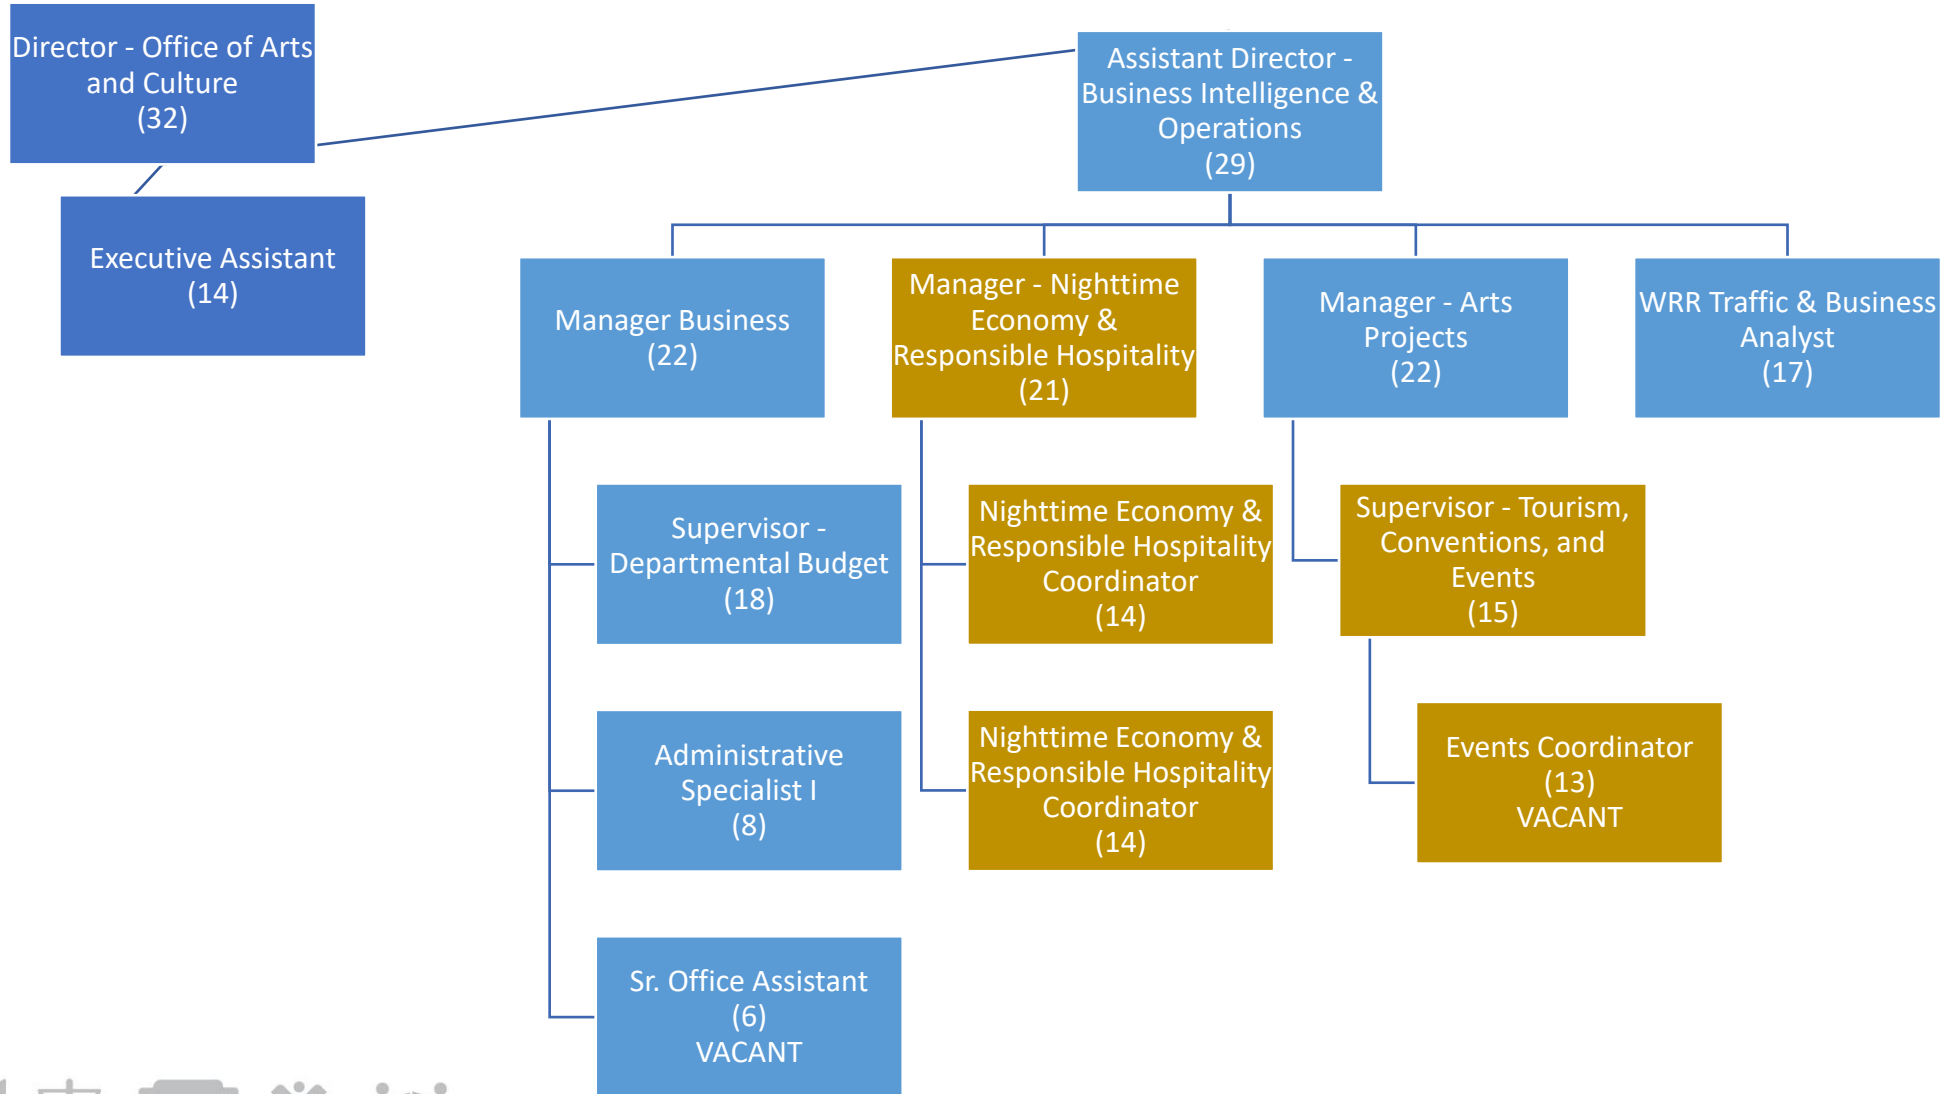 Director - Office of Arts
and Culture
(32)
Assistant Director -
Business Intelligence &
Operations
(29)
Executive Assistant
(14)
Manager Business
(22)
Manager - Nighttime
Economy &
Responsible Hospitality
(21)
Manager - Arts
Projects
(22)
WRR Traffic & Business
Analyst
(17)
Supervisor -
Departmental Budget
(18)
Nighttime Economy &
Responsible Hospitality
Coordinator
(14)
Supervisor - Tourism,
Conventions, and
Events
(15)
Administrative
Specialist I
(8)
Nighttime Economy &
Responsible Hospitality
Coordinator
(14)
Events Coordinator
(13)
VACANT
Sr. Office Assistant
(6)
VACANT